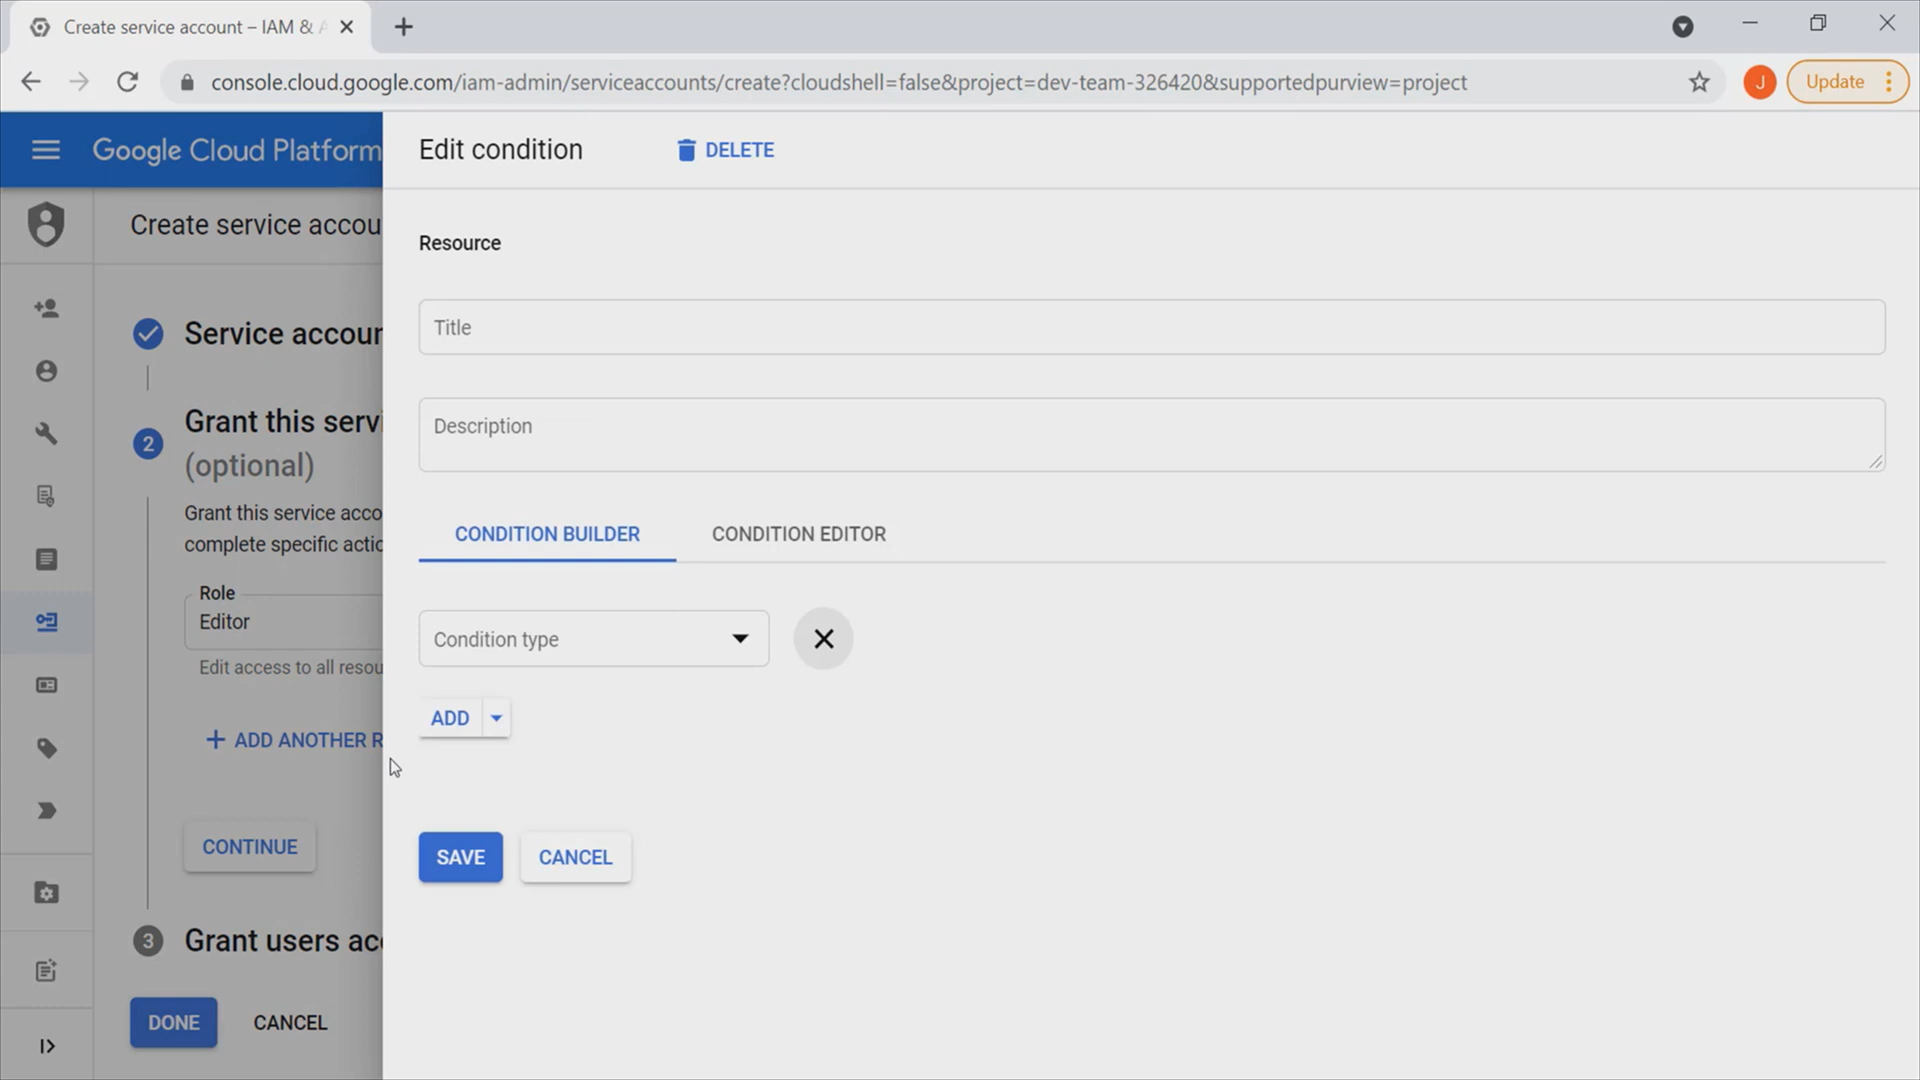 Create service account – IAM & A
console.cloud.google.com/iam-admin/serviceaccounts/create?cloudshell=false&project=dev-team-326420&supportedpurview=project
J
Update
Google Cloud Platform
Edit condition
DELETE
Create service accou
Resource
Service accoun
Title
2
Grant this servi
(optional)
Description
Grant this service acco
complete specific actio
CONDITION BUILDER
CONDITION EDITOR
Role
Editor
Condition type
Edit access to all resou
ADD
ADD ANOTHER R
CONTINUE
SAVE
CANCEL
3
Grant users acc
DONE
CANCEL